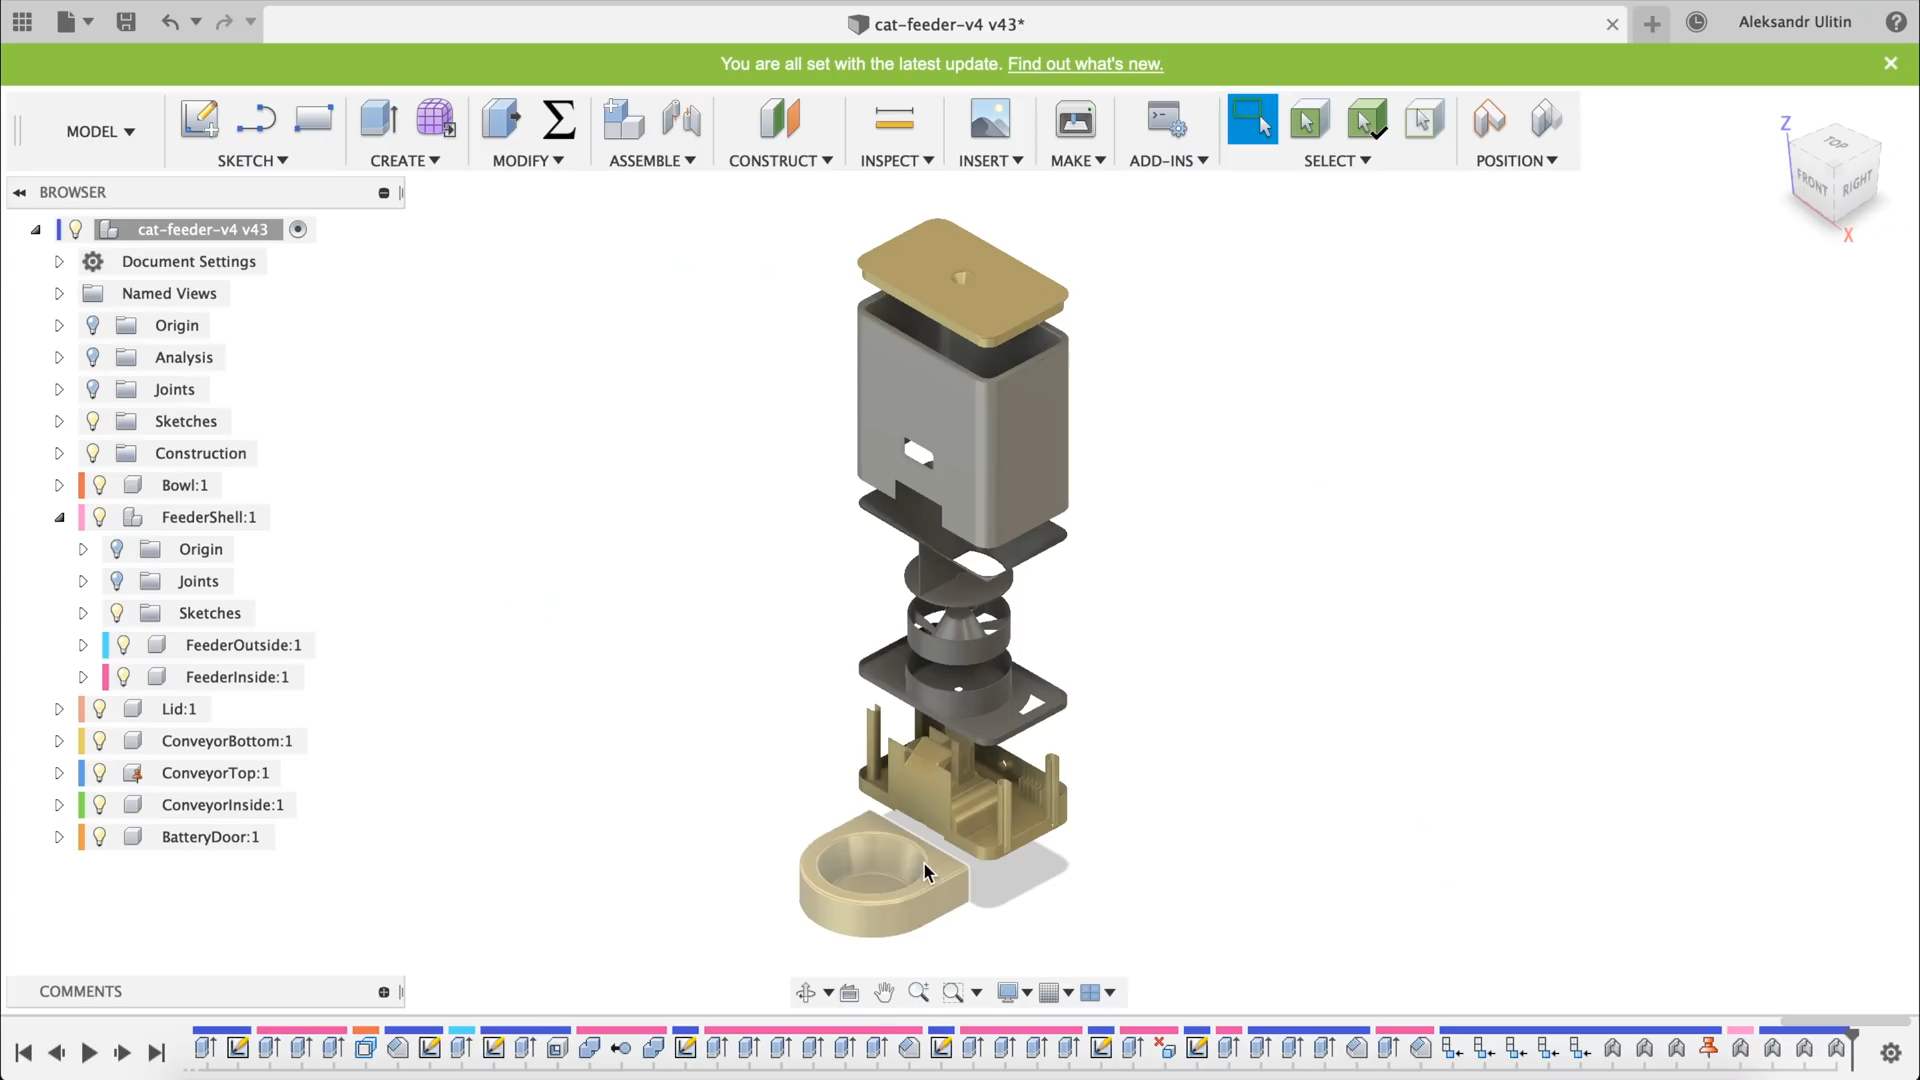 cat-feeder-v4 v43*
Aleksandr Ulitin
You are all set with the latest update. Find out what's new.
MODEL
SKETCH
CREATE
MODIFY
ASSEMBLE
CONSTRUCT
INSPECT
INSERT
MAKE
ADD-INS
SELECT
POSITION
Z
TOP
FRONT
RIGHT
X
BROWSER
cat-feeder-v4 v43
Document Settings
Named Views
Origin
Analysis
Joints
Sketches
Construction
Bowl:1
FeederShell:1
Origin
Joints
Sketches
FeederOutside:1
FeederInside:1
Lid:1
ConveyorBottom:1
ConveyorTop:1
ConveyorInside:1
BatteryDoor:1
COMMENTS